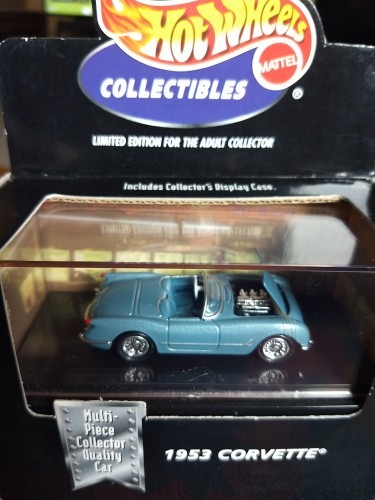 Hot Wheels
MATTEL
COLLECTIBLES
®
LIMITED EDITION FOR THE ADULT COLLECTOR
Includes Collector's Display Case.
Multi-
Piece
Collector
Quality
Car
1953 CORVETTE®